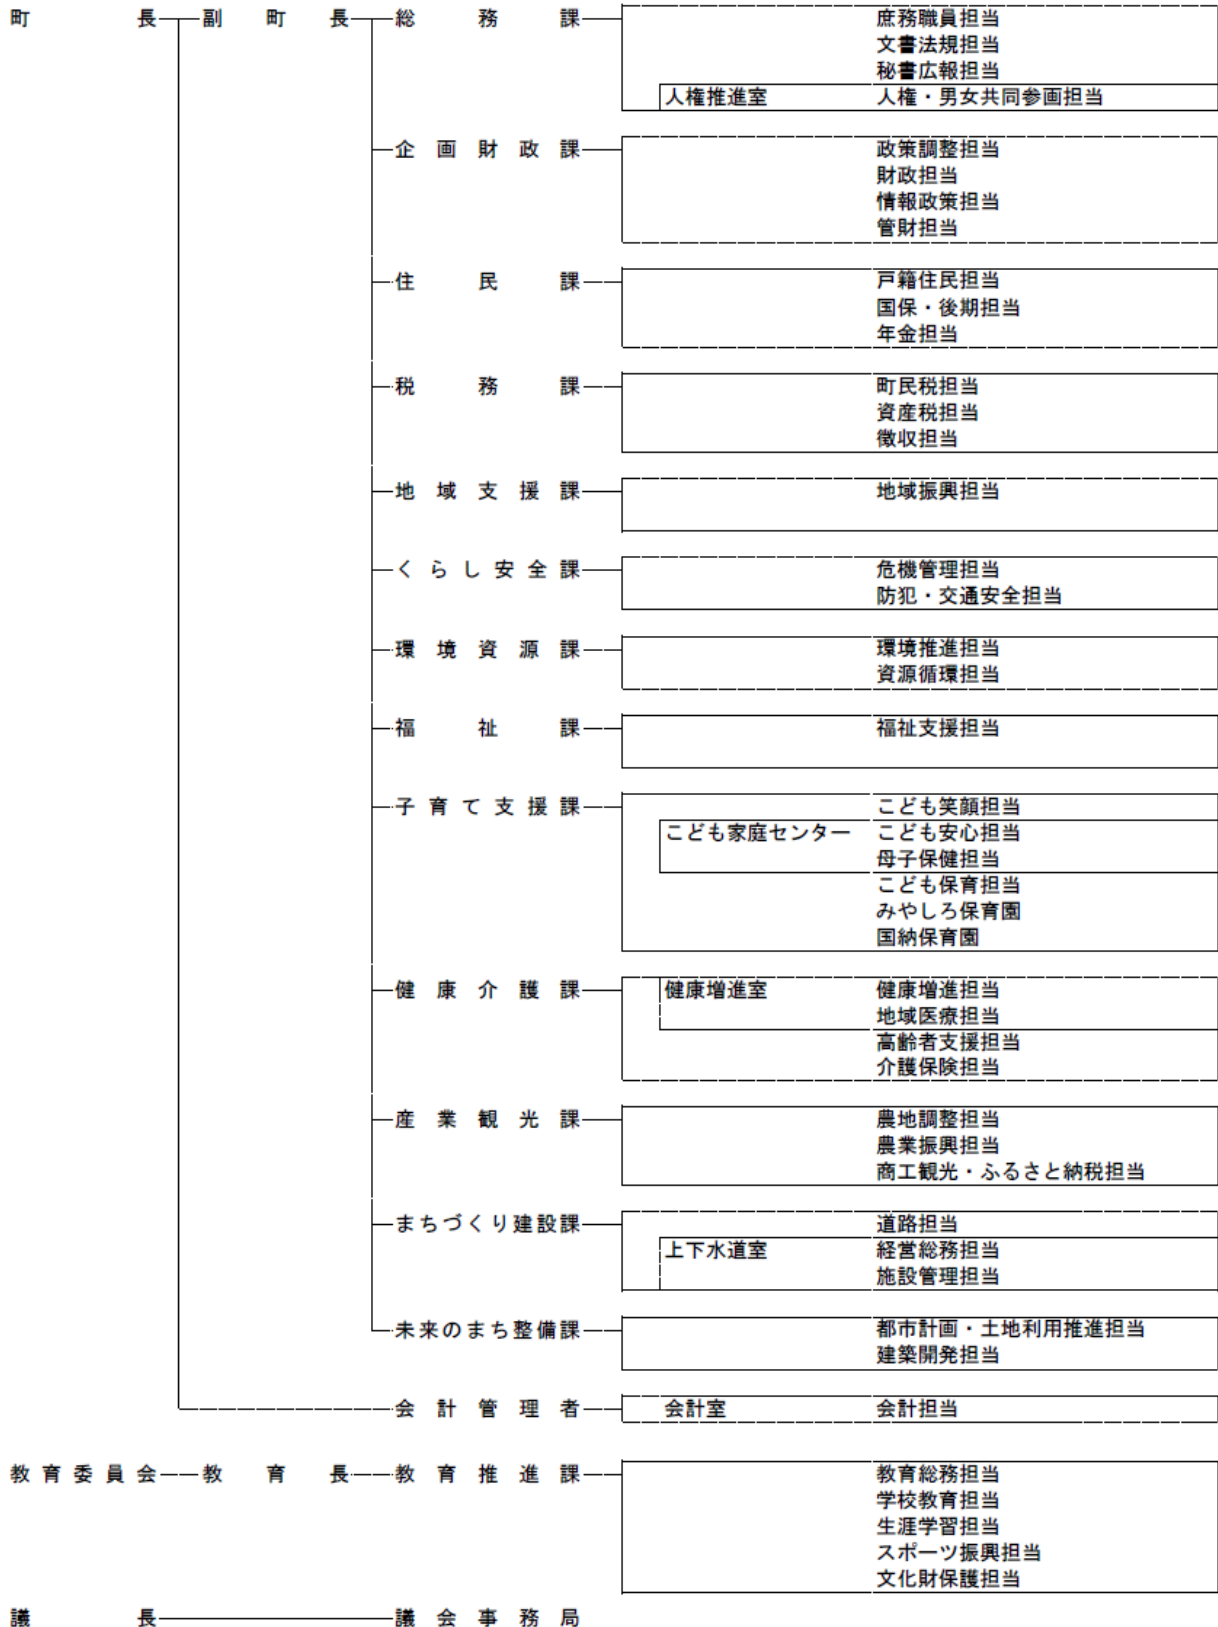 町長 副町長 総務課 庶務職員担当
文書法規担当
秘書広報担当
人権推進室 人権・男女共同参画担当
企画財政課 政策調整担当
財政担当
情報政策担当
管財担当
住民課 戸籍住民担当
国保・後期担当
年金担当
税務課 町民税担当
資産税担当
徴収担当
地域支援課 地域振興担当
くらし安全課 危機管理担当
防犯・交通安全担当
環境資源課 環境推進担当
資源循環担当
福祉課 福祉支援担当
子育て支援課 こども笑顔担当
こども家庭センター こども安心担当
母子保健担当
こども保育担当
みやしろ保育園
国納保育園
健康介護課 健康増進室 健康増進担当
地域医療担当
高齢者支援担当
介護保険担当
産業観光課 農地調整担当
農業振興担当
商工観光・ふるさと納税担当
まちづくり建設課 道路担当
上下水道室 経営総務担当
施設管理担当
未来のまち整備課 都市計画・土地利用推進担当
建築開発担当
会計管理者 会計室 会計担当
教育委員会 教育長 教育推進課 教育総務担当
学校教育担当
生涯学習担当
スポーツ振興担当
文化財保護担当
議長 議会事務局